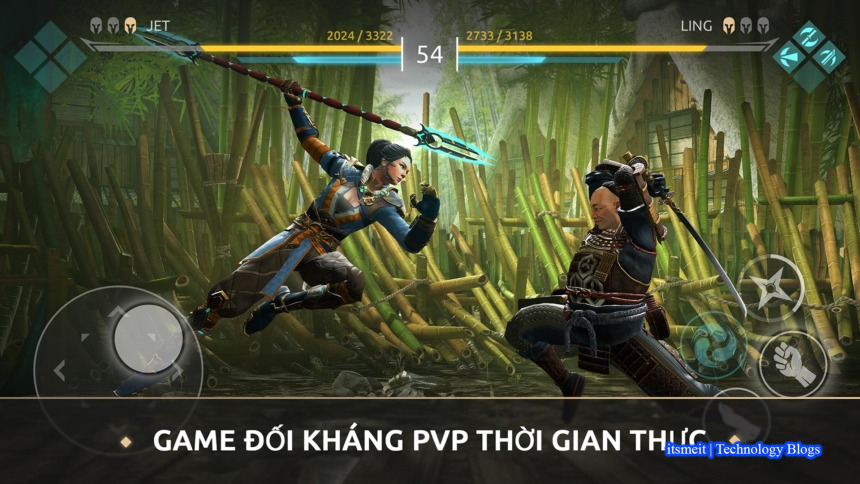 JET
2024 / 3322
54
2733 / 3138
LING
GAME ĐỐI KHÁNG PVP THỜI GIAN THỰC
itsmeit | Technology Blogs